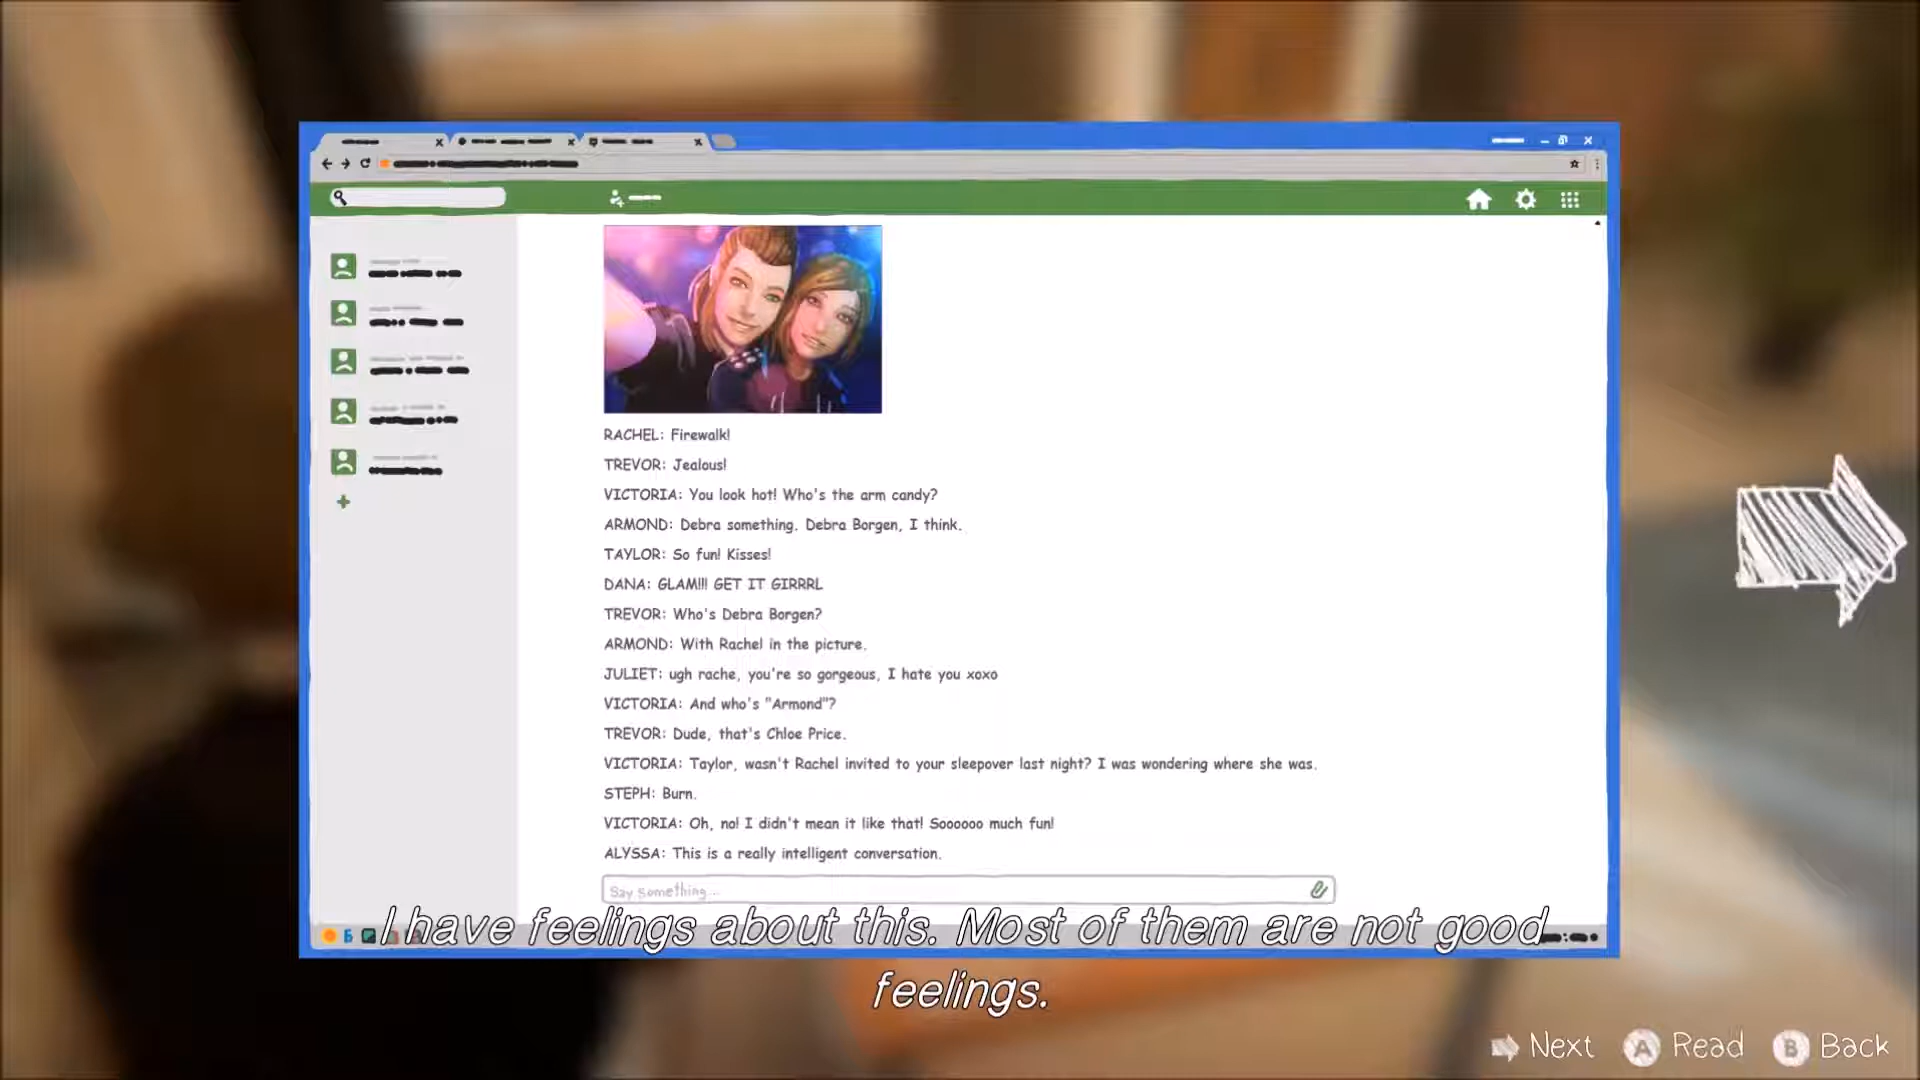 RACHEL: Firewalk!
TREVOR: Jealous!
VICTORIA: You look hot! Who's the arm candy?
ARMOND: Debra something. Debra Borgen, I think.
TAYLOR: So fun! Kisses!
DANA: GLAM!!! GET IT GIRRRL
TREVOR: Who's Debra Borgen?
ARMOND: With Rachel in the picture.
JULIET: ugh rache, you're so gorgeous, I hate you xoxo
VICTORIA: And who's "Armond"?
TREVOR: Dude, that's Chloe Price.
VICTORIA: Taylor, wasn't Rachel invited to your sleepover last night? I was wondering where she was.
STEPH: Burn.
VICTORIA: Oh, no! I didn't mean it like that! Soooooo much fun!
ALYSSA: This is a really intelligent conversation.
Say Something...
I have feelings about this. Most of them are not good
feelings.
Next A Read B Back